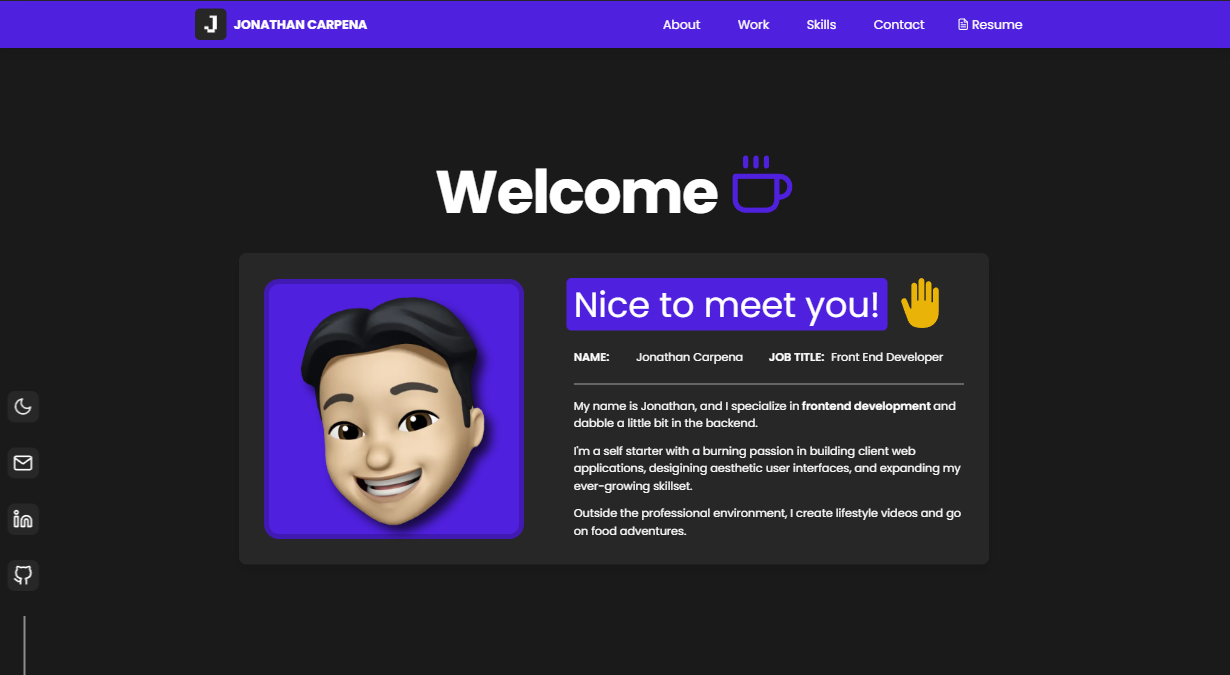 J JONATHAN CARPENA
About Work Skills Contact Resume
Welcome
Nice to meet you!
NAME: Jonathan Carpena JOB TITLE: Front End Developer
My name is Jonathan, and I specialize in frontend development and
dabble a little bit in the backend.
I'm a self starter with a burning passion in building client web
applications, desigining aesthetic user interfaces, and expanding my
ever-growing skillset.
Outside the professional environment, I create lifestyle videos and go
on food adventures.
in